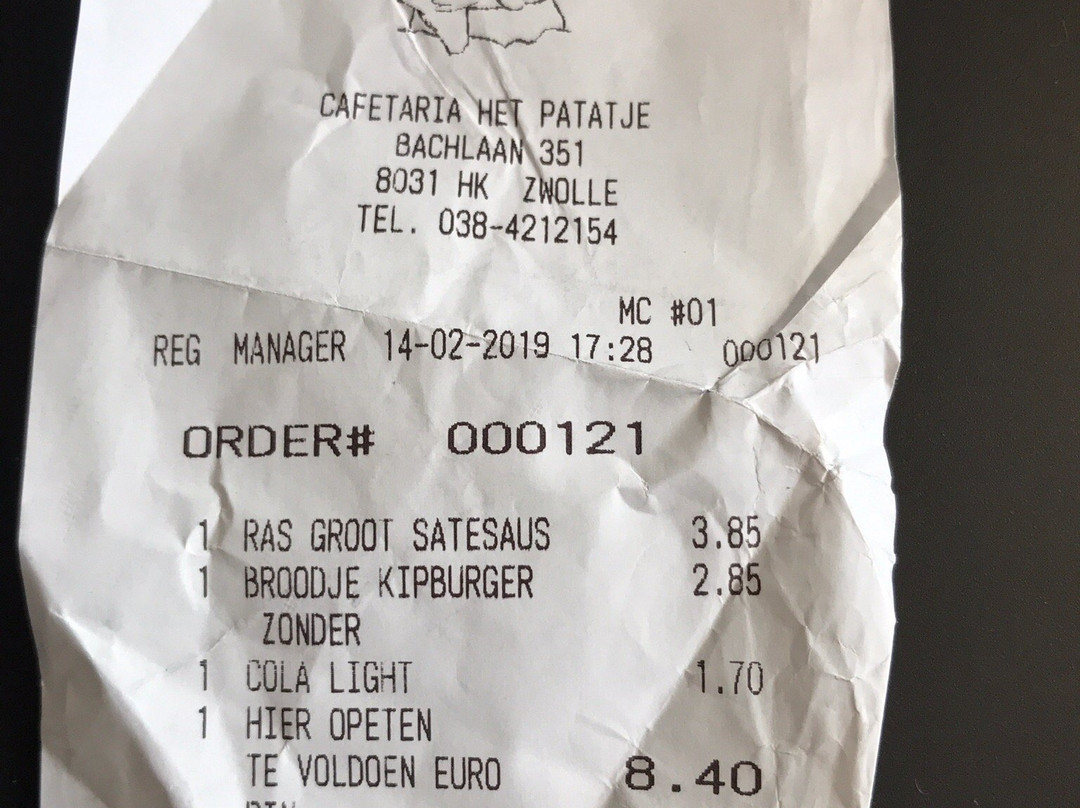 CAFETARIA HET PATATJE
BACHLAAN 351
8031 HK ZWOLLE
TEL. 038-4212154
MC #01
REG MANAGER 14-02-2019 17:28 000121
ORDER# 000121
1 RAS GROOT SATESAUS 3.85
1 BROODJE KIPBURGER 2.85
ZONDER
1 COLA LIGHT 1.70
1 HIER OPETEN
TE VOLDOEN EURO 8.40